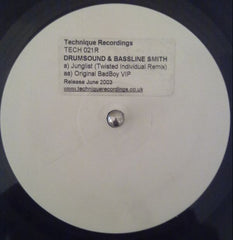 Technique Recordings
TECH 021R
DRUMSOUND & BASSLINE SMITH
a) Junglist (Twisted Individual Remix)
aa) Original BadBoy VIP
Release June 2003
www.techniquerecordings.co.uk